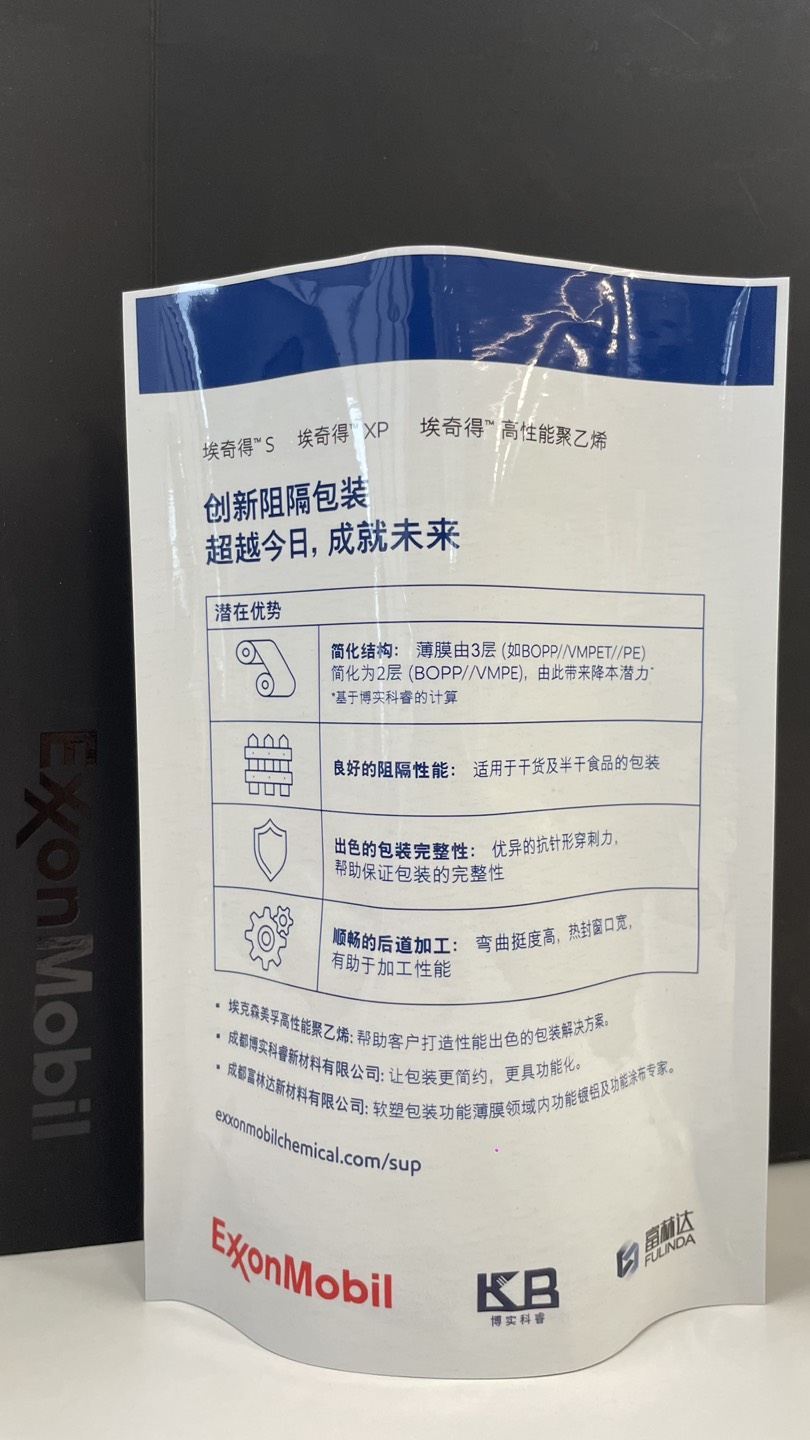 埃奇得™ S 埃奇得™ XP 埃奇得™ 高性能聚乙烯
创新阻隔包装
超越今日, 成就未来
潜在优势
简化结构: 薄膜由3层 (如BOPP//VMPET//PE)
简化为2层 (BOPP//VMPE), 由此带来降本潜力*
*基于博实科睿的计算
良好的阻隔性能: 适用于干货及半干食品的包装
出色的包装完整性: 优异的抗针形穿刺力,
帮助保证包装的完整性
顺畅的后道加工: 弯曲挺度高, 热封窗口宽,
有助于加工性能
▪ 埃克森美孚高性能聚乙烯: 帮助客户打造性能出色的包装解决方案。
▪ 成都博实科睿新材料有限公司: 让包装更简约, 更具功能化。
▪ 成都富林达新材料有限公司: 软塑包装功能薄膜领域内功能镀铝及功能涂布专家。
exxonmobilchemical.com/sup
ExxonMobil
KB
博实科睿
富林达
FULINDA
ExxonMobil